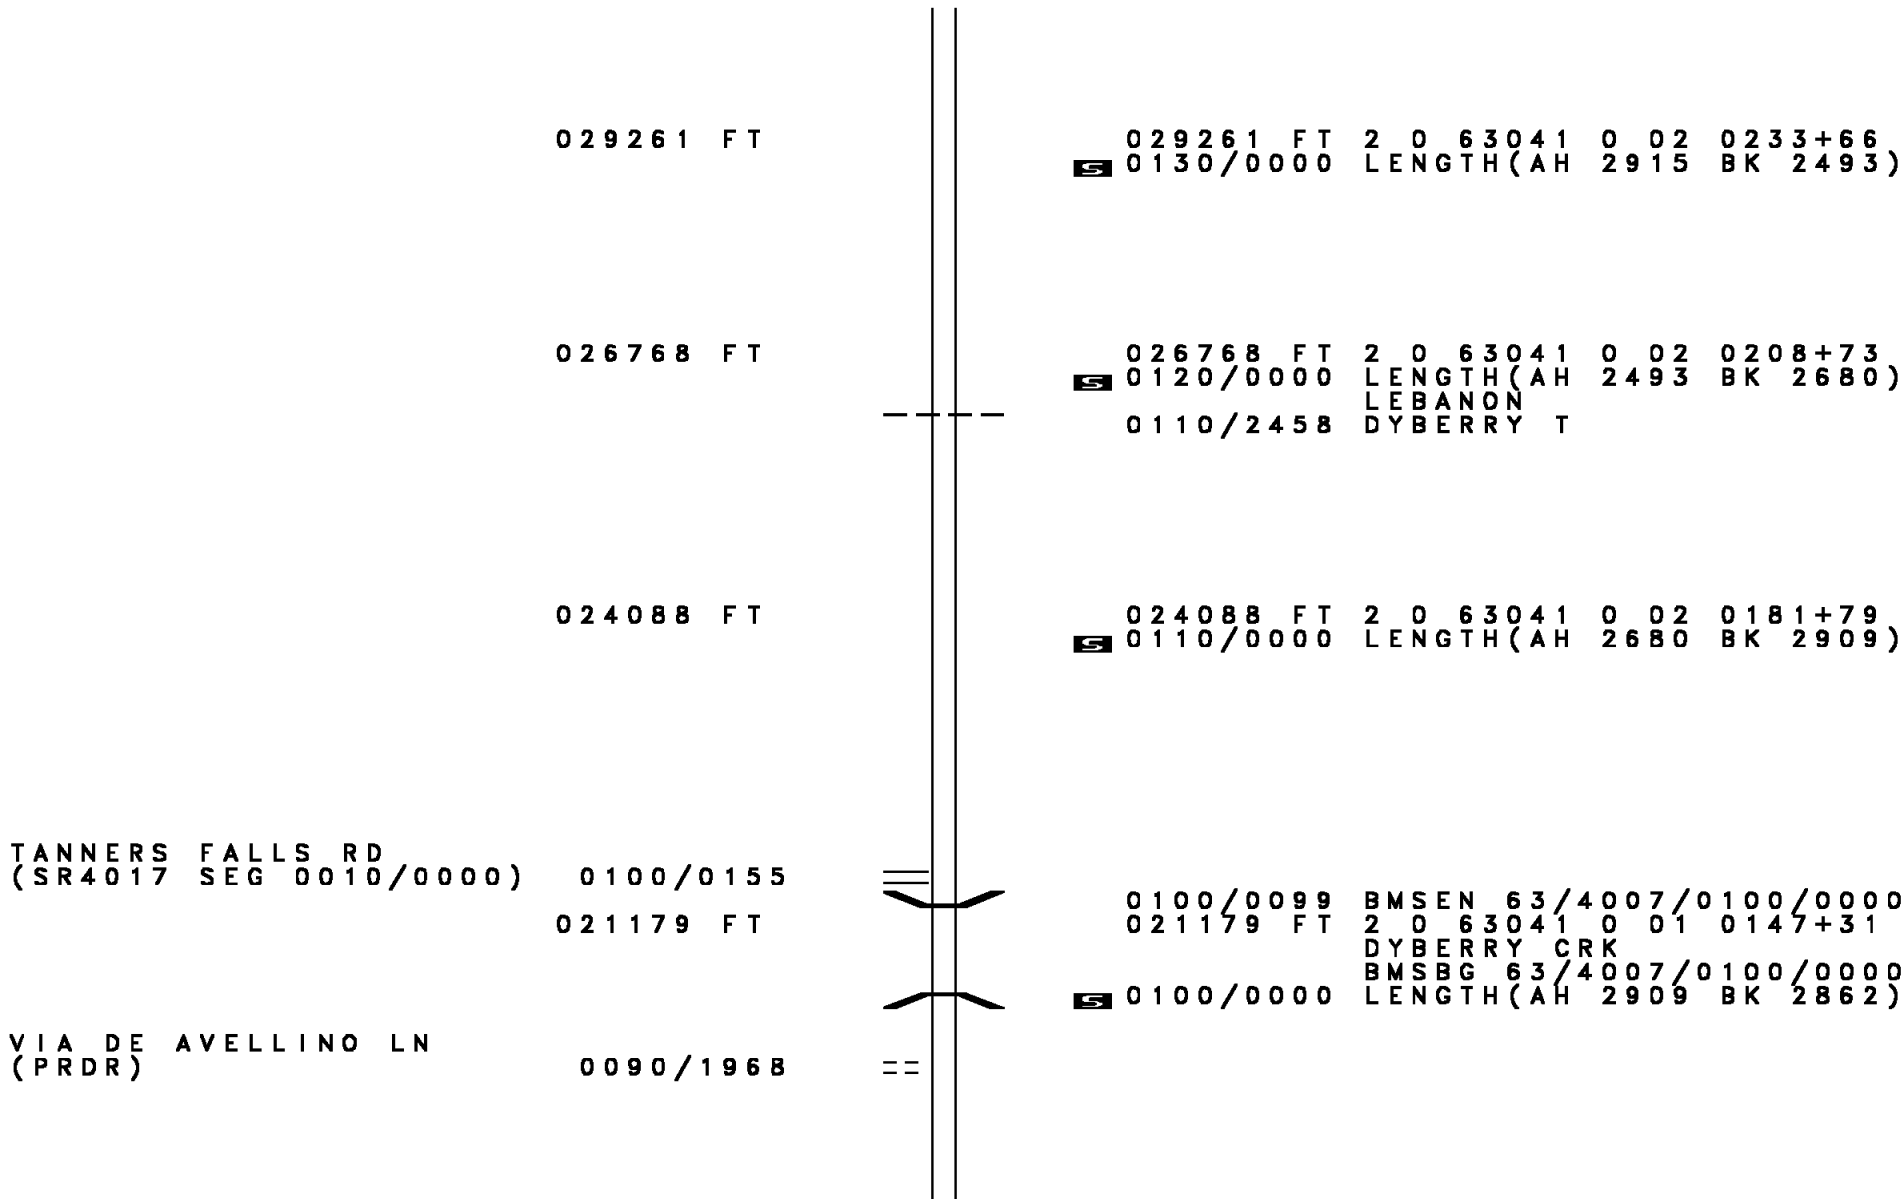 029261 FT 029261 FT 2 0 63041 0 02 0233+66
S 0130/0000 LENGTH(AH 2915 BK 2493)
026768 FT 026768 FT 2 0 63041 0 02 0208+73
S 0120/0000 LENGTH(AH 2493 BK 2680)
LEBANON
0110/2458 DYBERRY T
024088 FT 024088 FT 2 0 63041 0 02 0181+79
S 0110/0000 LENGTH(AH 2680 BK 2909)
TANNERS FALLS RD
(SR4017 SEG 0010/0000) 0100/0155
0100/0099 BMSEN 63/4007/0100/0000
021179 FT 021179 FT 2 0 63041 0 01 0147+31
DYBERRY CRK
BMSBG 63/4007/0100/0000
S 0100/0000 LENGTH(AH 2909 BK 2862)
VIA DE AVELLINO LN
(PRDR) 0090/1968